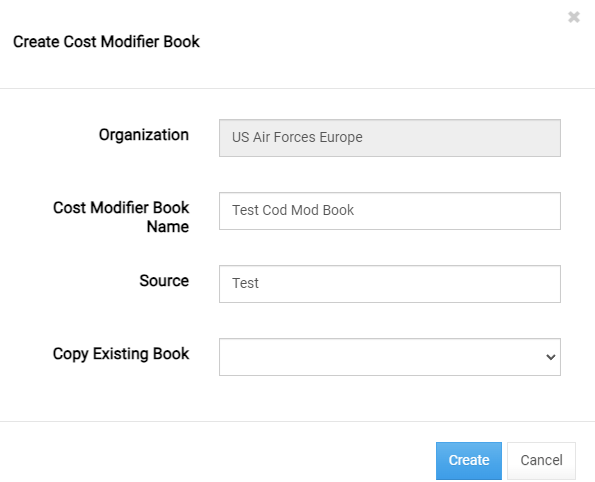 Create Cost Modifier Book
Organization
US Air Forces Europe
Cost Modifier Book
Name
Test Cod Mod Book
Source
Test
Copy Existing Book
Create
Cancel